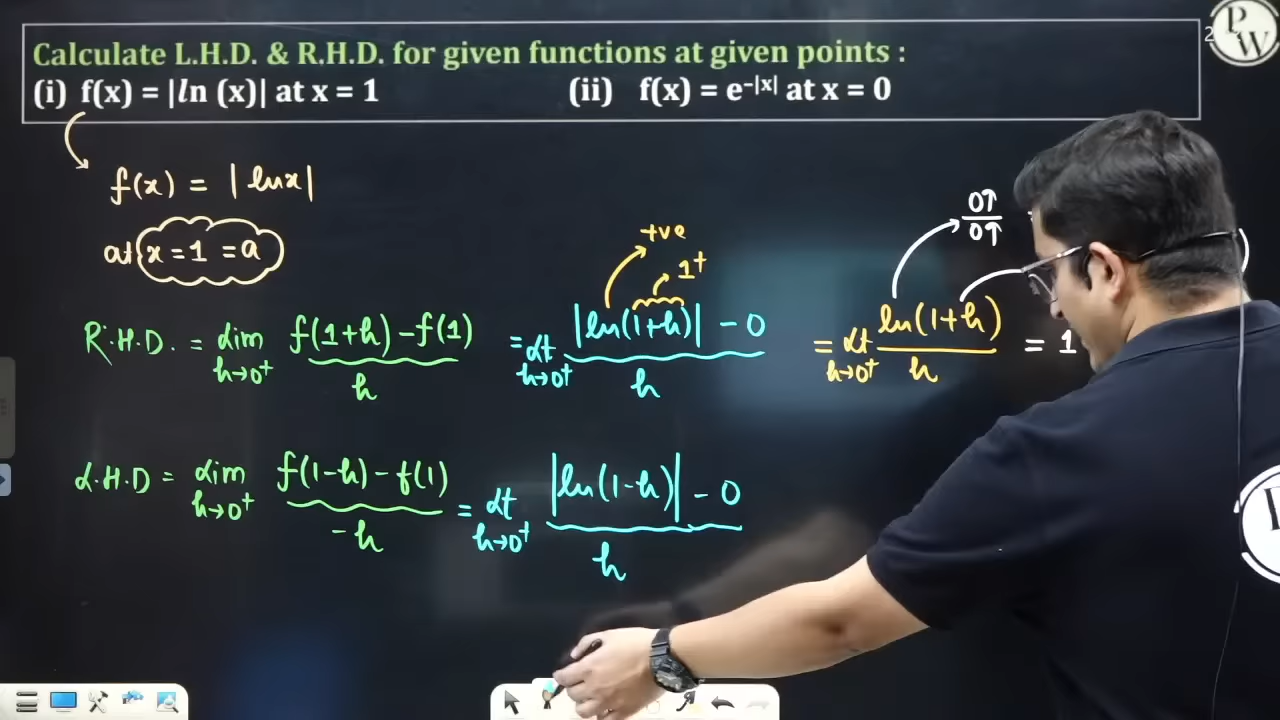 Calculate L.H.D. & R.H.D. for given functions at given points :
(i) f(x) = |ln (x)| at x = 1 (ii) f(x) = e^{-|x|} at x = 0
PW
2
f(x) = |lnx|
at x = 1 = a
+ve
1⁺
0↑/0↑
R.H.D. = lim_{h→0⁺} (f(1+h) - f(1))/h = lt_{h→0⁺} (|ln(1+h)| - 0)/h = lt_{h→0⁺} ln(1+h)/h = 1
L.H.D = lim_{h→0⁺} (f(1-h) - f(1))/-h = lt_{h→0⁺} (|ln(1-h)| - 0)/h